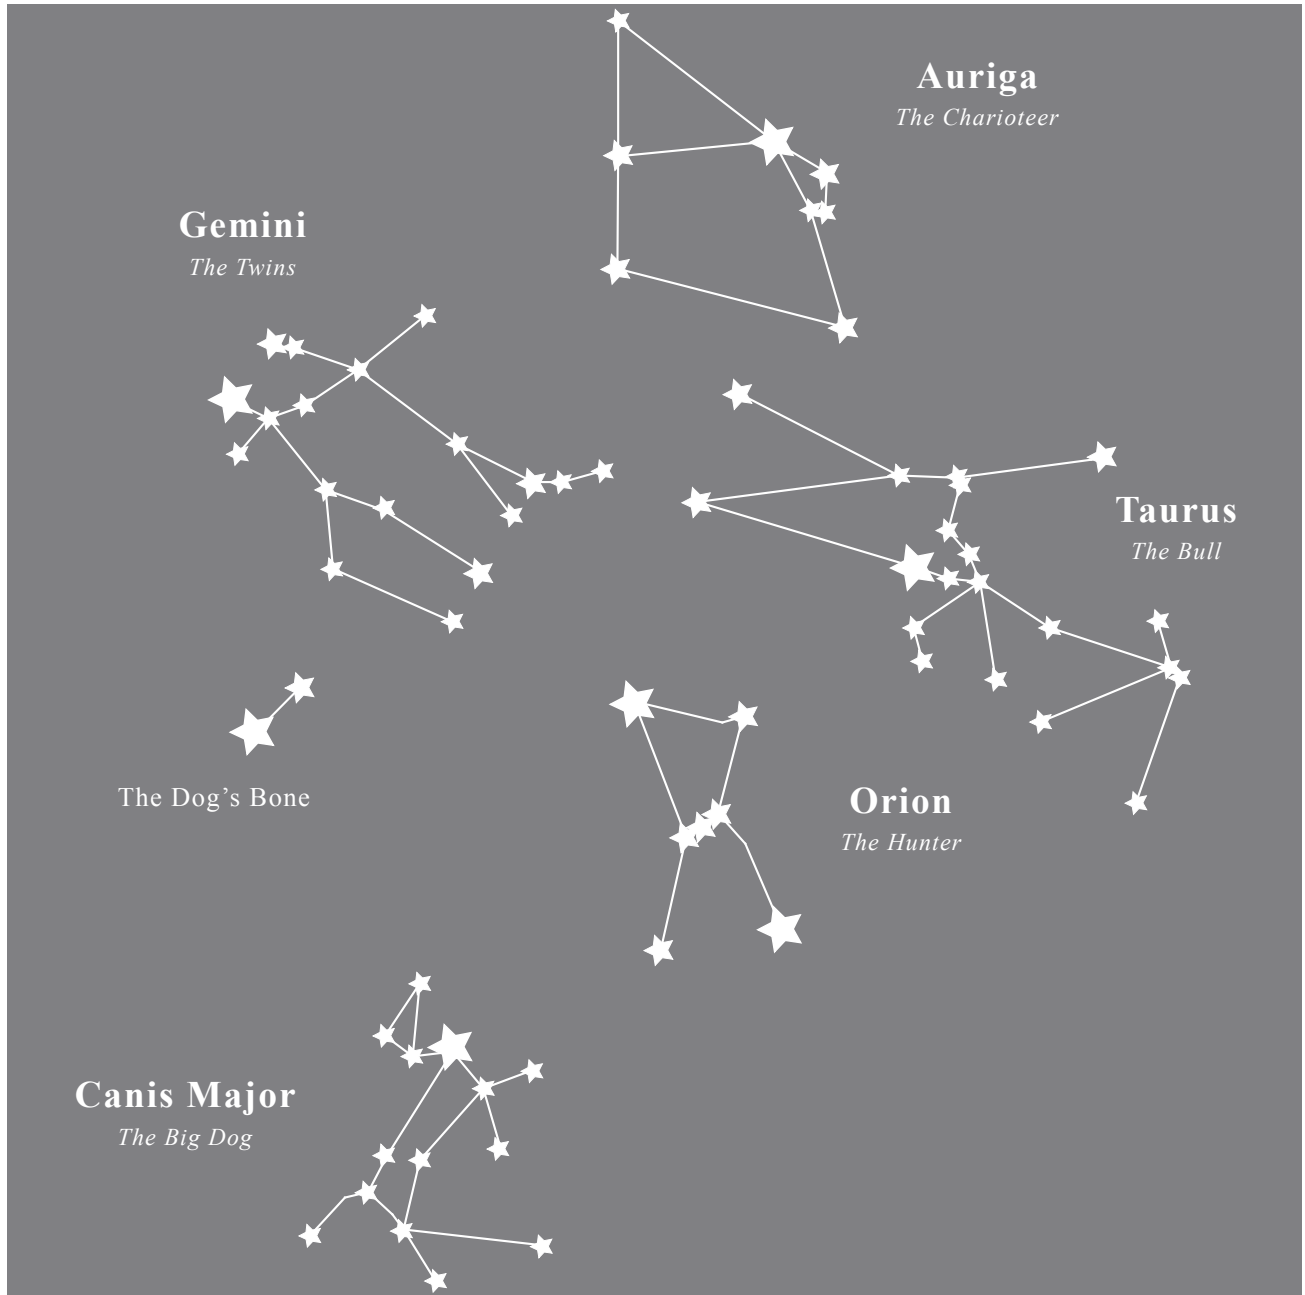 Auriga
The Charioteer
Gemini
The Twins
Taurus
The Bull
The Dog’s Bone
Orion
The Hunter
Canis Major
The Big Dog